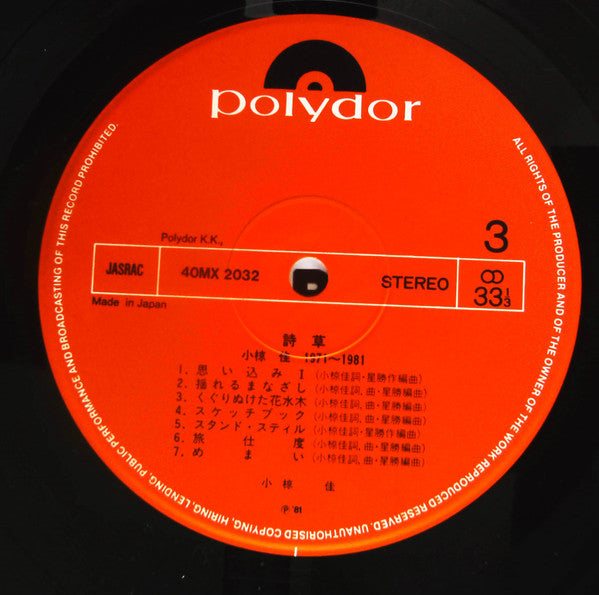 polydor
Polydor K.K.,
3
JASRAC
40MX 2032
STEREO
33 1/3
Made in Japan
詩草
小椋 佳 1971〜1981
1. 思い込みI (小椋佳詞・星勝作編曲)
2. 揺れるまなざし (小椋佳詞,曲・星勝編曲)
3. くぐりぬけた花水木 (小椋佳詞,曲・星勝編曲)
4. スケッチブック (小椋佳詞,曲・星勝編曲)
5. スタンド・スティル (小椋佳詞・星勝作編曲)
6. 旅仕度 (小椋佳詞,曲・星勝編曲)
7. めまい (小椋佳詞,曲・星勝編曲)
小椋 佳
Ⓟ '81
ALL RIGHTS OF THE PRODUCER AND OF THE OWNER OF THE WORK REPRODUCED RESERVED. UNAUTHORISED COPYING, HIRING, LENDING, PUBLIC PERFORMANCE AND BROADCASTING OF THIS RECORD PROHIBITED.